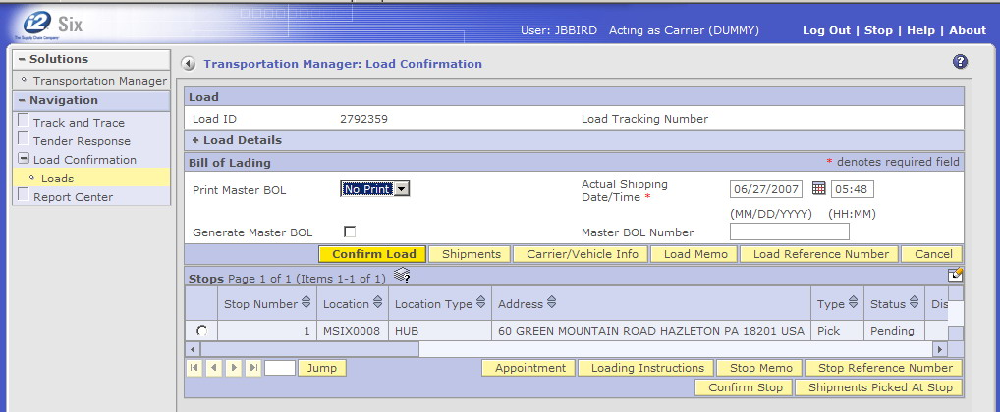 i2 Six
The Supply Chain Company
User: JBBIRD Acting as Carrier (DUMMY) Log Out | Stop | Help | About
Solutions
Transportation Manager
Navigation
Track and Trace
Tender Response
Load Confirmation
Loads
Report Center
Transportation Manager: Load Confirmation ?
Load
Load ID 2792359 Load Tracking Number
+ Load Details
Bill of Lading * denotes required field
Print Master BOL No Print Actual Shipping Date/Time * 06/27/2007 05:48
(MM/DD/YYYY) (HH:MM)
Generate Master BOL Master BOL Number
Confirm Load Shipments Carrier/Vehicle Info Load Memo Load Reference Number Cancel
Stops Page 1 of 1 (Items 1-1 of 1) ?
Stop Number Location Location Type Address Type Status Dis
1 MSIX0008 HUB 60 GREEN MOUNTAIN ROAD HAZLETON PA 18201 USA Pick Pending
Jump Appointment Loading Instructions Stop Memo Stop Reference Number
Confirm Stop Shipments Picked At Stop